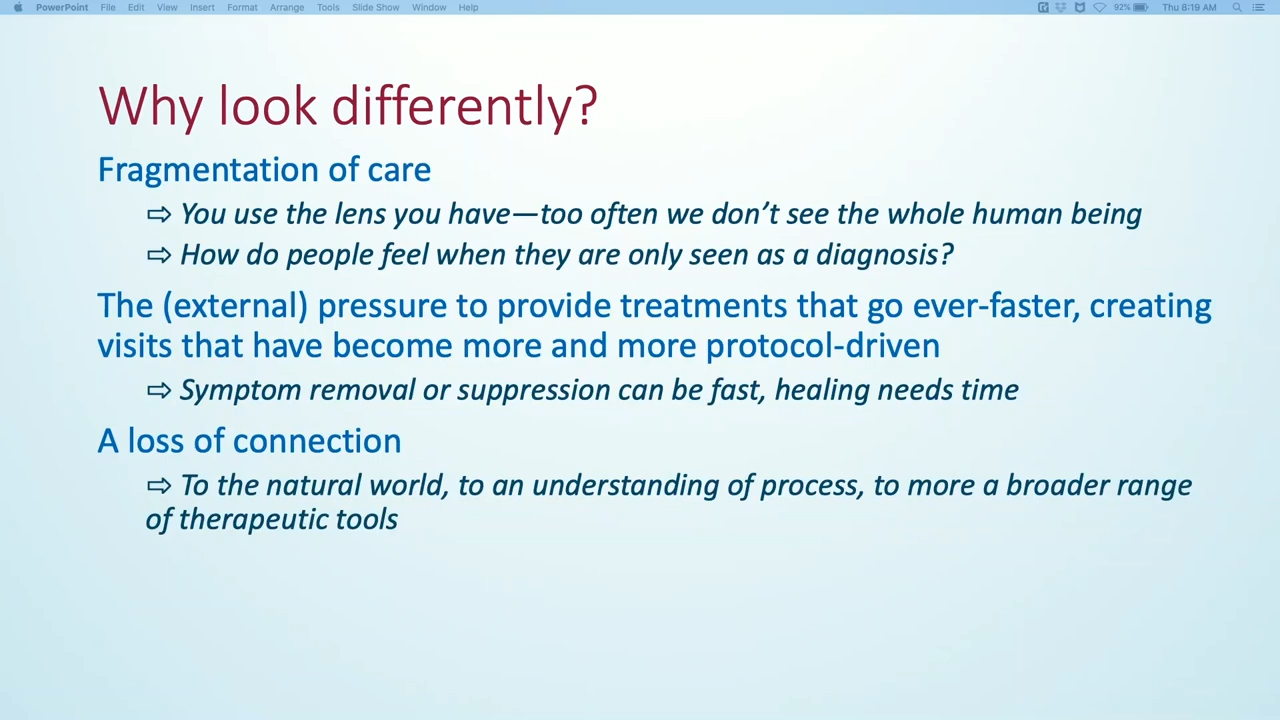 PowerPoint File Edit View Insert Format Arrange Tools Slide Show Window Help 92% Thu 8:19 AM
Why look differently?
Fragmentation of care
⇨ You use the lens you have—too often we don’t see the whole human being
⇨ How do people feel when they are only seen as a diagnosis?
The (external) pressure to provide treatments that go ever-faster, creating
visits that have become more and more protocol-driven
⇨ Symptom removal or suppression can be fast, healing needs time
A loss of connection
⇨ To the natural world, to an understanding of process, to more a broader range
of therapeutic tools